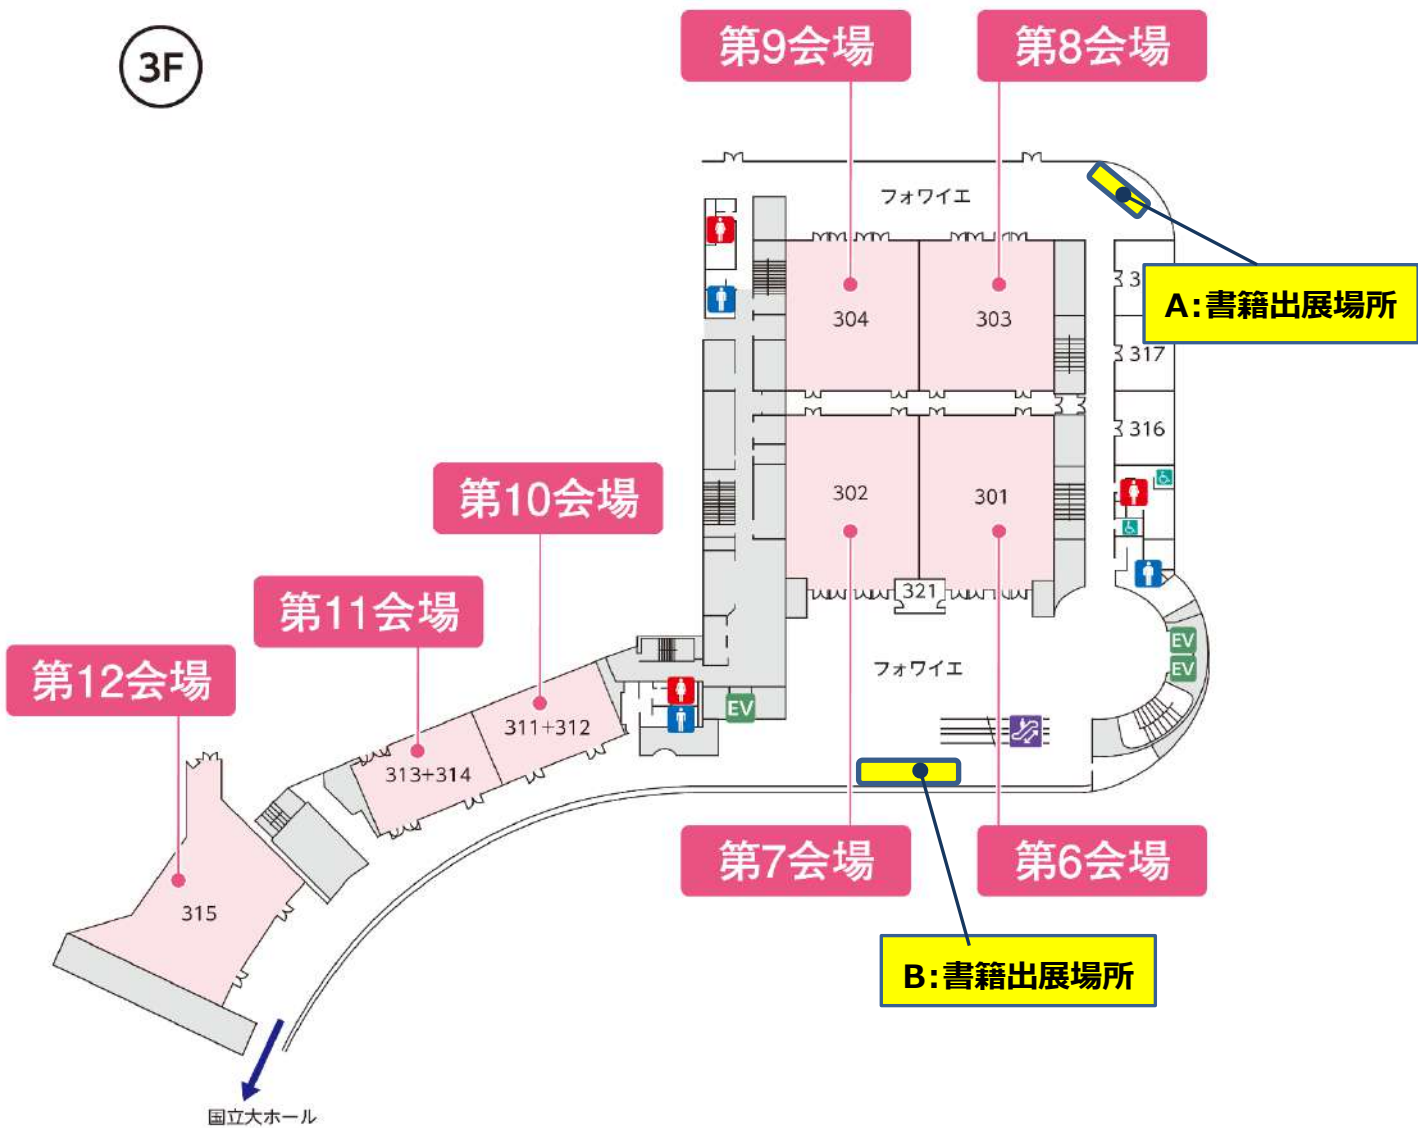 3F
第9会場
第8会場
フォワイエ
A:書籍出展場所
304
303
3
317
316
302
301
第10会場
321
第11会場
第12会場
フォワイエ
EV
EV
EV
311+312
313+314
第7会場
第6会場
315
B:書籍出展場所
国立大ホール